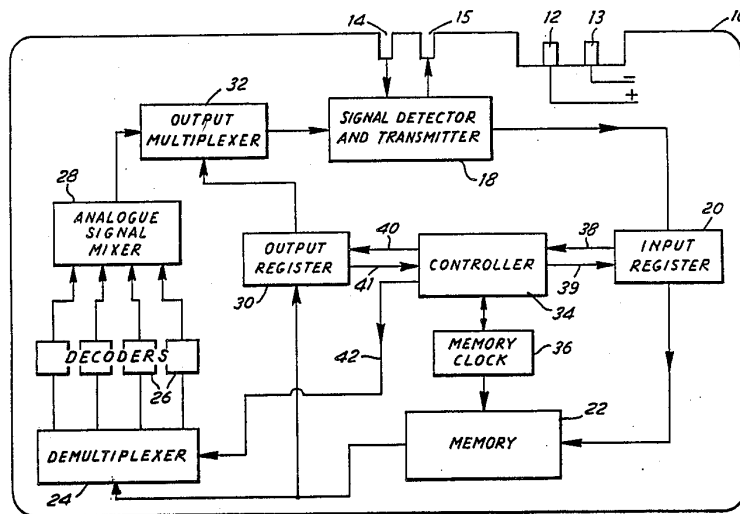 14
15
12
13
10
-
+
32
OUTPUT
MULTIPLEXER
SIGNAL DETECTOR
AND TRANSMITTER
18
28
ANALOGUE
SIGNAL
MIXER
20
INPUT
REGISTER
40
OUTPUT
REGISTER
41
30
CONTROLLER
34
38
39
42
MEMORY
CLOCK
36
DECODERS
26
22
MEMORY
DEMULTIPLEXER
24